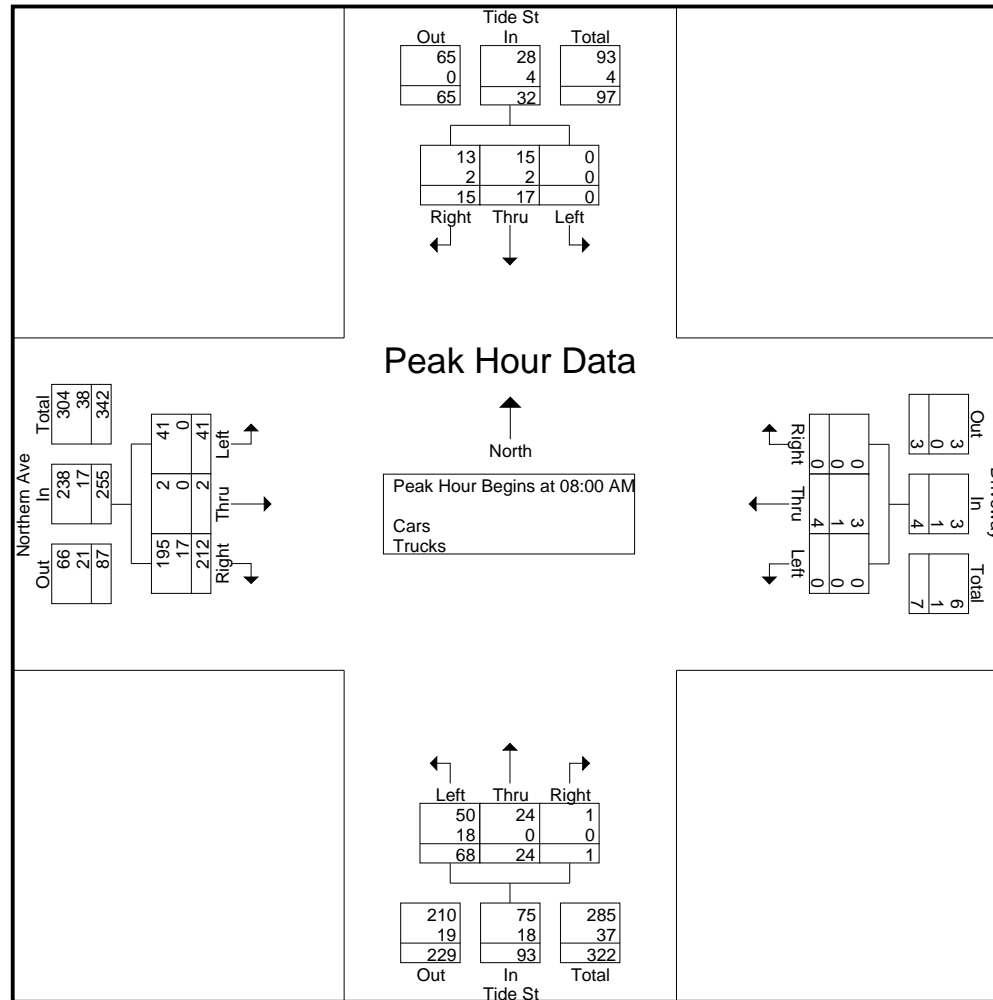 Tide St
Out In Total
65 28 93
0 4 4
65 32 97
13 15 0
2 2 0
15 17 0
Right Thru Left
Peak Hour Data
North
Peak Hour Begins at 08:00 AM
Cars
Trucks
Northern Ave
Total In Out
304 238 66
38 17 21
342 255 87
41 2 195
0 0 17
41 2 212
Left Thru Right
Right Thru Left
0 3 0
0 1 0
0 4 0
Out In Total
3 3 6
0 1 1
3 4 7
Left Thru Right
50 24 1
18 0 0
68 24 1
210 75 285
19 18 37
229 93 322
Out In Total
Tide St